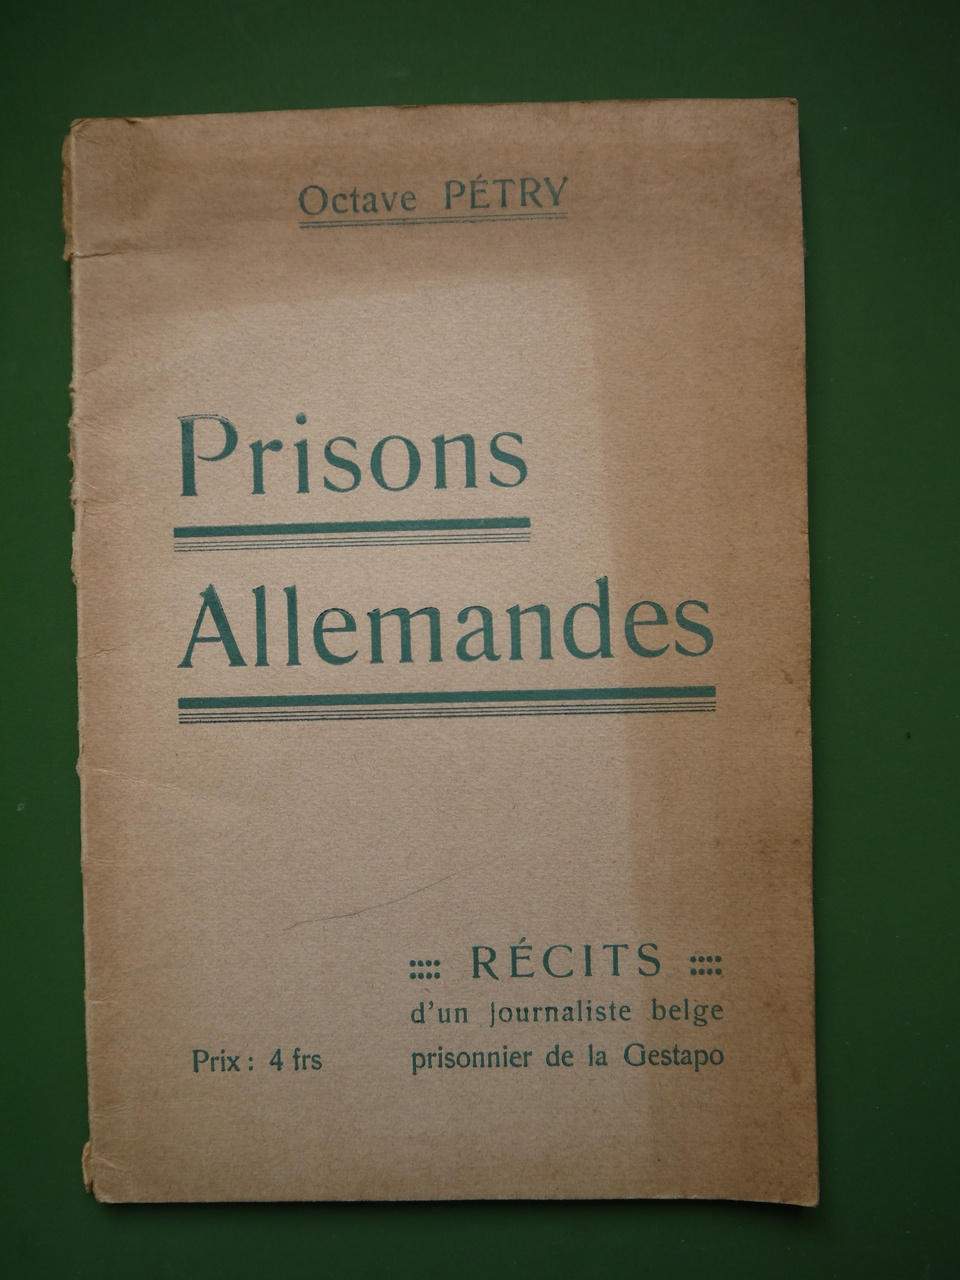 Octave PÉTRY
Prisons
Allemandes
RÉCITS
d'un journaliste belge
prisonnier de la Gestapo
Prix : 4 frs